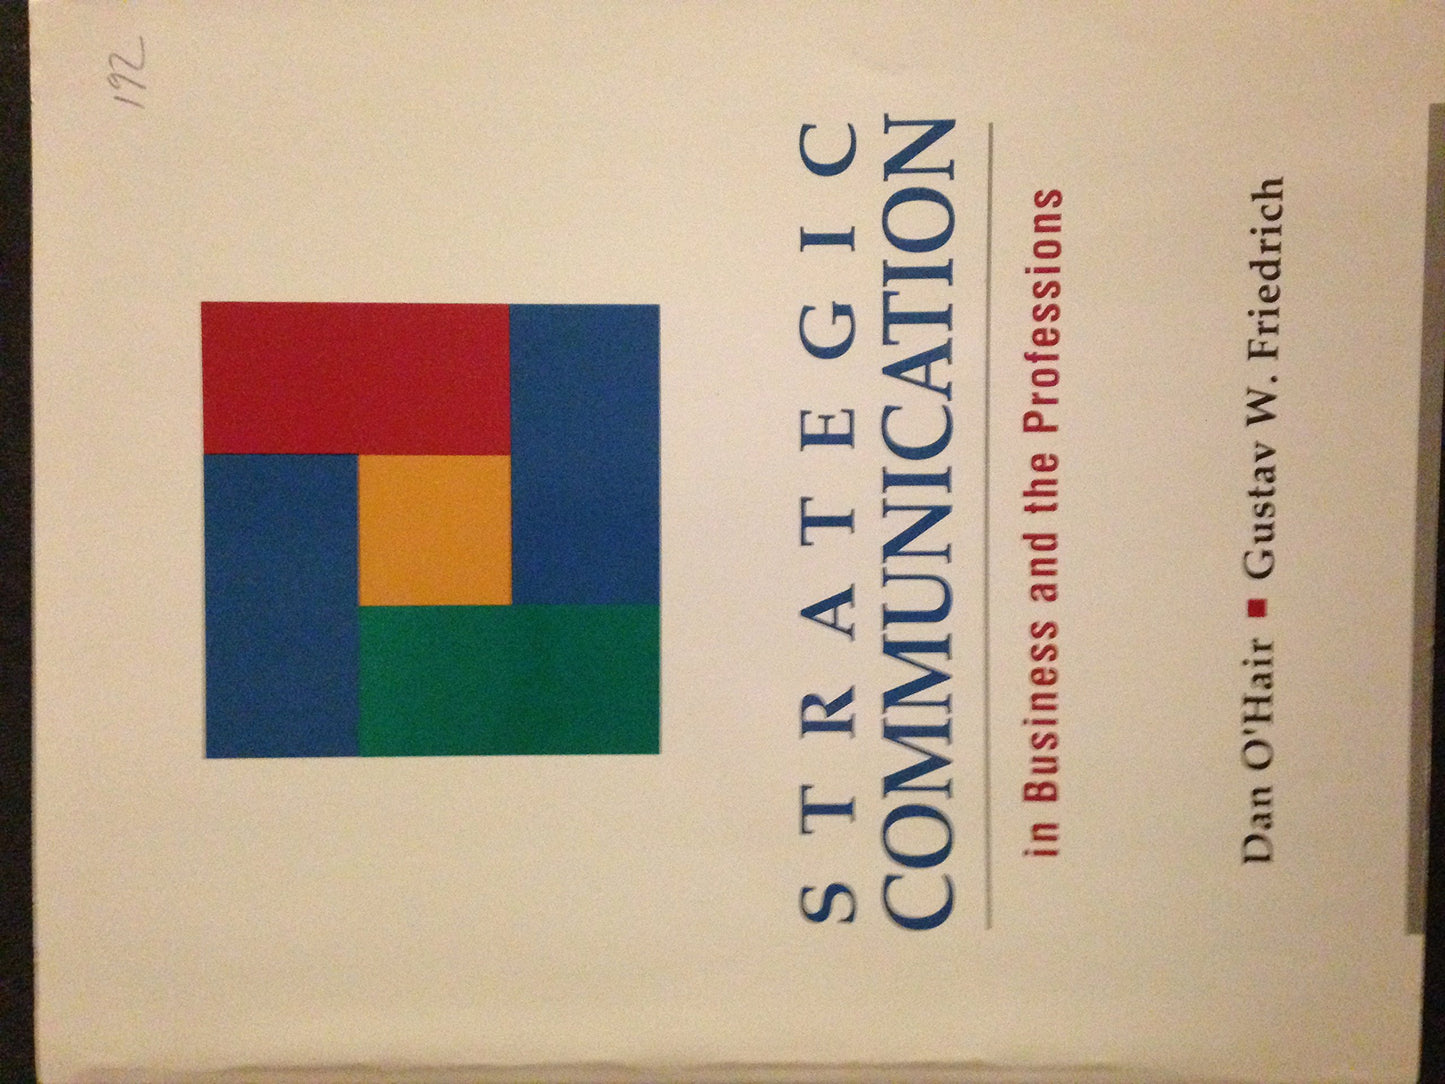 192
STRATEGIC
COMMUNICATION
in Business and the Professions
Dan O'Hair ■ Gustav W. Friedrich